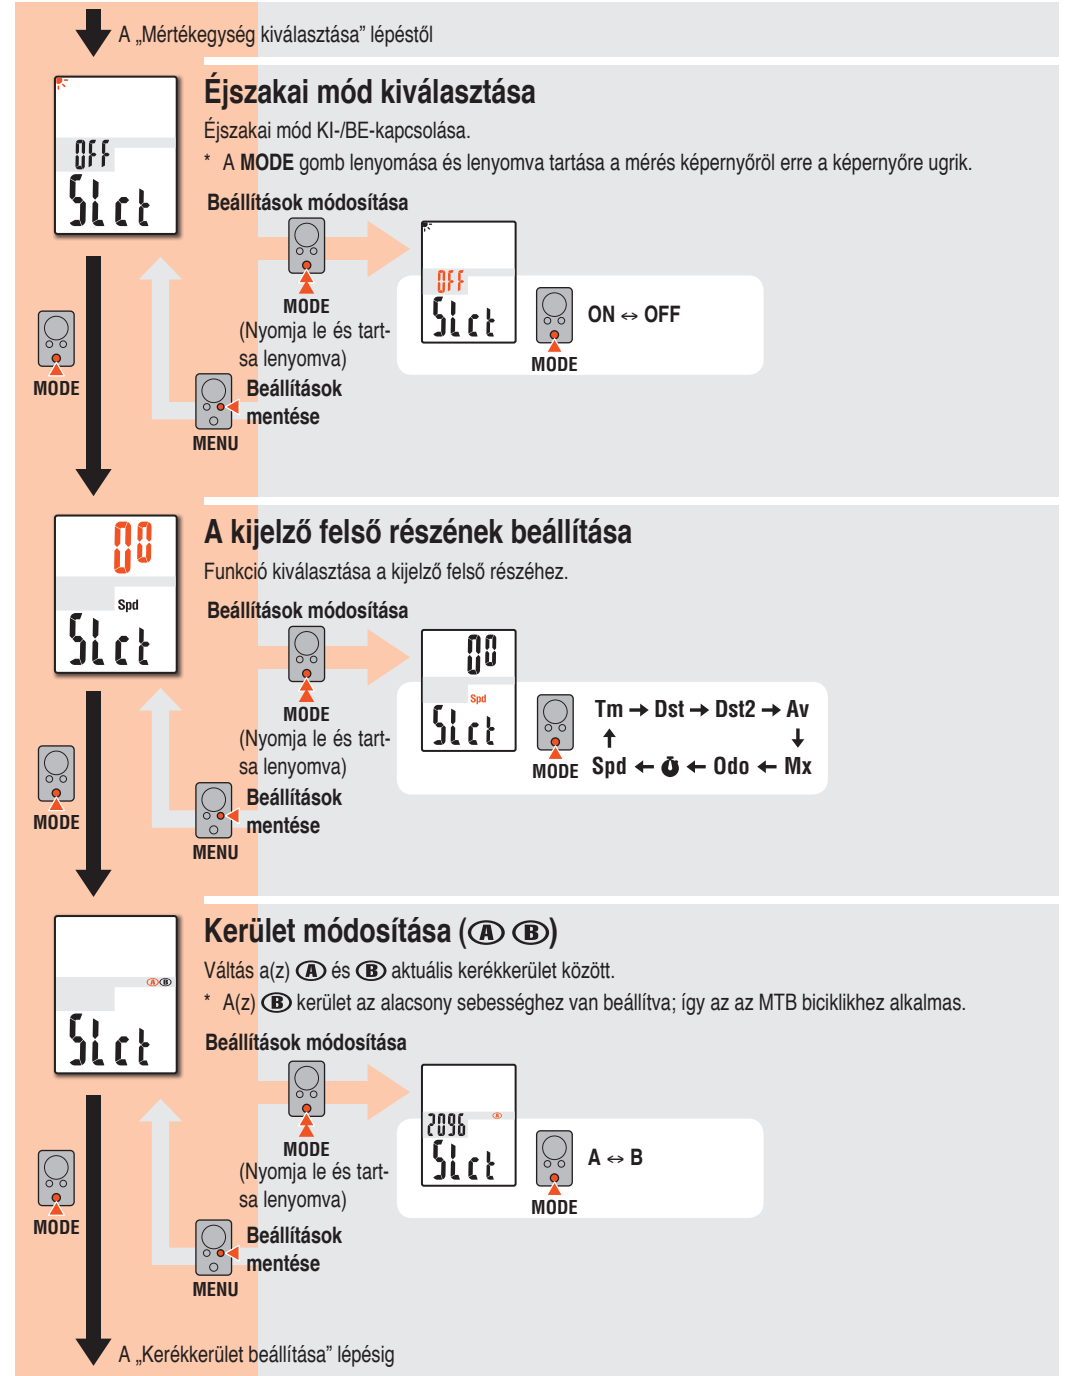 A „Mértékegység kiválasztása” lépéstől
Éjszakai mód kiválasztása
Éjszakai mód KI-/BE-kapcsolása.
* A MODE gomb lenyomása és lenyomva tartása a mérés képernyőröl erre a képernyőre ugrik.
OFF
SLct
Beállítások módosítása
MODE
(Nyomja le és tart-
sa lenyomva)
OFF
SLct
MODE
ON ↔ OFF
MODE
Beállítások
mentése
MENU
A kijelző felső részének beállítása
Funkció kiválasztása a kijelző felső részéhez.
00
Spd
SLct
Beállítások módosítása
MODE
(Nyomja le és tart-
sa lenyomva)
00
Spd
SLct
MODE
Tm → Dst → Dst2 → Av
↑ ↓
Spd ← ← Odo ← Mx
MODE
Beállítások
mentése
MENU
Kerület módosítása (Ⓐ Ⓑ)
Váltás a(z) Ⓐ és Ⓑ aktuális kerékkerület között.
* A(z) Ⓑ kerület az alacsony sebességhez van beállítva; így az az MTB biciklikhez alkalmas.
Ⓐ Ⓑ
SLct
Beállítások módosítása
MODE
(Nyomja le és tart-
sa lenyomva)
2096 Ⓐ
SLct
MODE
A ↔ B
MODE
Beállítások
mentése
MENU
A „Kerékkerület beállítása” lépésig